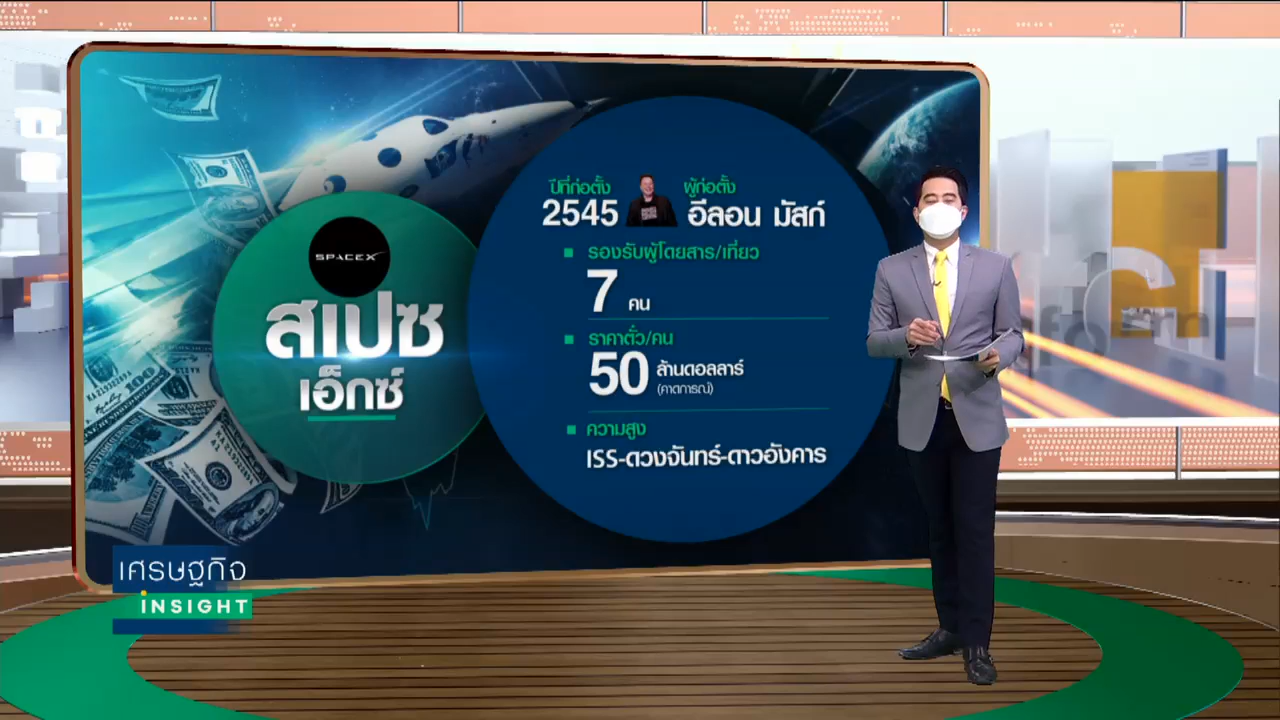 SPACEX
สเปซ
เอ็กซ์
ปีที่ก่อตั้ง
2545
ผู้ก่อตั้ง
อีลอน มัสก์
รองรับผู้โดยสาร/เที่ยว
7 คน
ราคาตั๋ว/คน
50 ล้านดอลลาร์
(คาดการณ์)
ความสูง
ISS-ดวงจันทร์-ดาวอังคาร
เศรษฐกิจ
INSIGHT